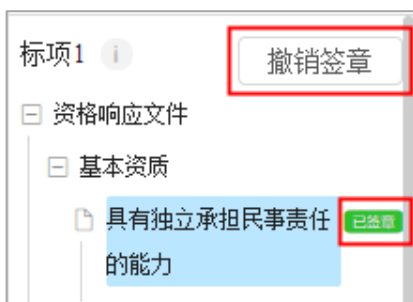 标项1 i 撤销签章
资格响应文件
基本资质
具有独立承担民事责任 已签章
的能力